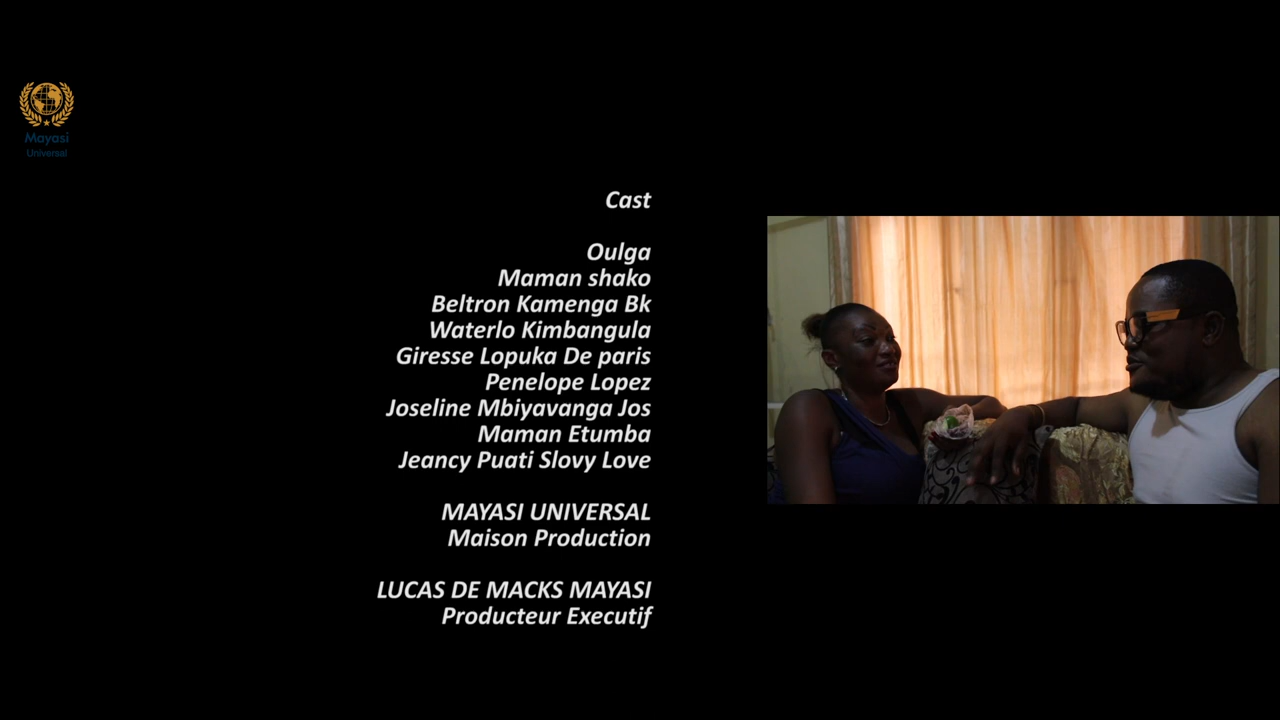 Mayasi
Universal
Cast
Oulga
Maman shako
Beltron Kamenga Bk
Waterlo Kimbangula
Giresse Lopuka De paris
Penelope Lopez
Joseline Mbiyavanga Jos
Maman Etumba
Jeancy Puati Slovy Love
MAYASI UNIVERSAL
Maison Production
LUCAS DE MACKS MAYASI
Producteur Executif